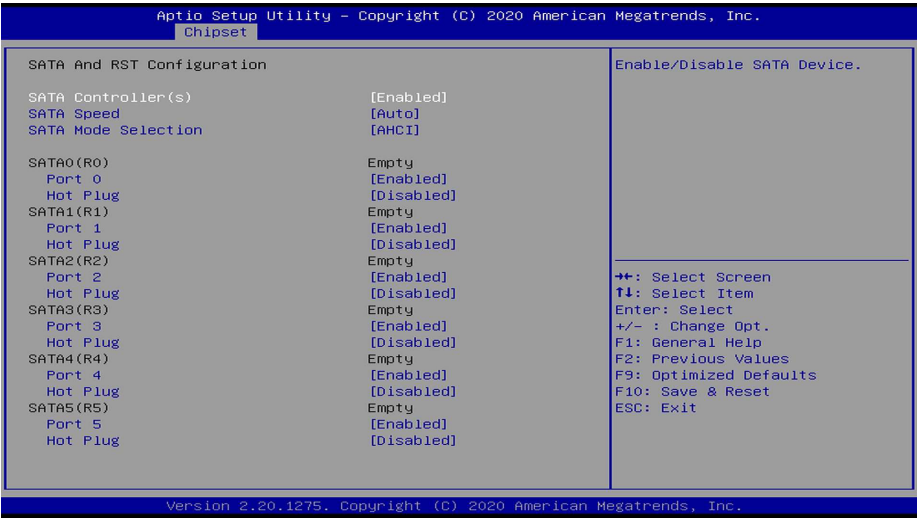 Aptio Setup Utility – Copyright (C) 2020 American Megatrends, Inc.
Chipset
SATA And RST Configuration
SATA Controller(s) [Enabled]
SATA Speed [Auto]
SATA Mode Selection [AHCI]
SATA0(R0) Empty
Port 0 [Enabled]
Hot Plug [Disabled]
SATA1(R1) Empty
Port 1 [Enabled]
Hot Plug [Disabled]
SATA2(R2) Empty
Port 2 [Enabled]
Hot Plug [Disabled]
SATA3(R3) Empty
Port 3 [Enabled]
Hot Plug [Disabled]
SATA4(R4) Empty
Port 4 [Enabled]
Hot Plug [Disabled]
SATA5(R5) Empty
Port 5 [Enabled]
Hot Plug [Disabled]
Enable/Disable SATA Device.
→←: Select Screen
↑↓: Select Item
Enter: Select
+/- : Change Opt.
F1: General Help
F2: Previous Values
F9: Optimized Defaults
F10: Save & Reset
ESC: Exit
Version 2.20.1275. Copyright (C) 2020 American Megatrends, Inc.